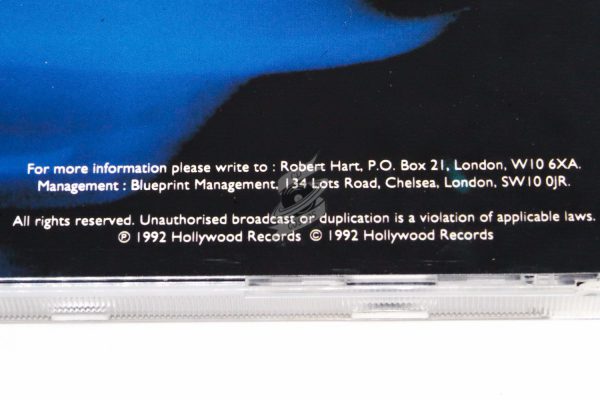 For more information please write to : Robert Hart, P.O. Box 21, London, W10 6XA.
Management : Blueprint Management, 134 Lots Road, Chelsea, London, SW10 0JR.
All rights reserved. Unauthorised broadcast or duplication is a violation of applicable laws.
℗ 1992 Hollywood Records © 1992 Hollywood Records